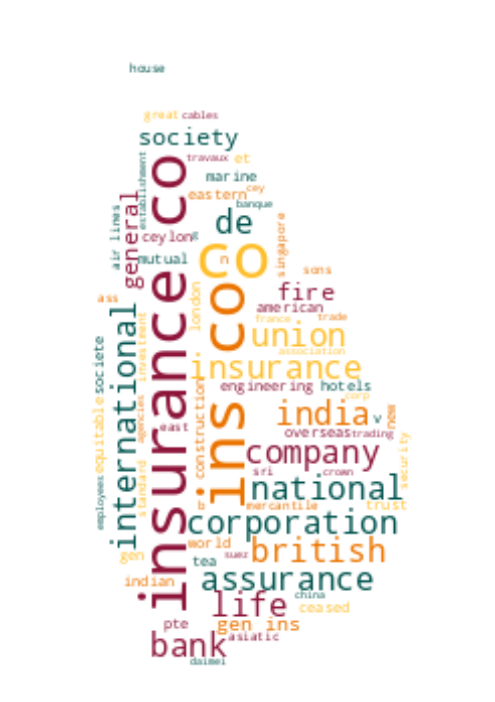 house
great
cables
society
travaux
et
establishment
insurance co
marine
eastern
cey
banque
general
air lines
de
ceylon
mutual
co
n
singapore
sons
ass
fire
american
ins co
london
france
trade
international
investment
union
association
societe
insurance
engineering
hotels
corp
equitable
agencies
construction
east
india
v
new
overseas
trading
company
security
sri
crown
employees
standard
national
br
mercantile
trust
corporation
gen
world
suez
british
tea
indian
assurance
china
life
ceased
pte
gen ins
bank
asiatic
daimei